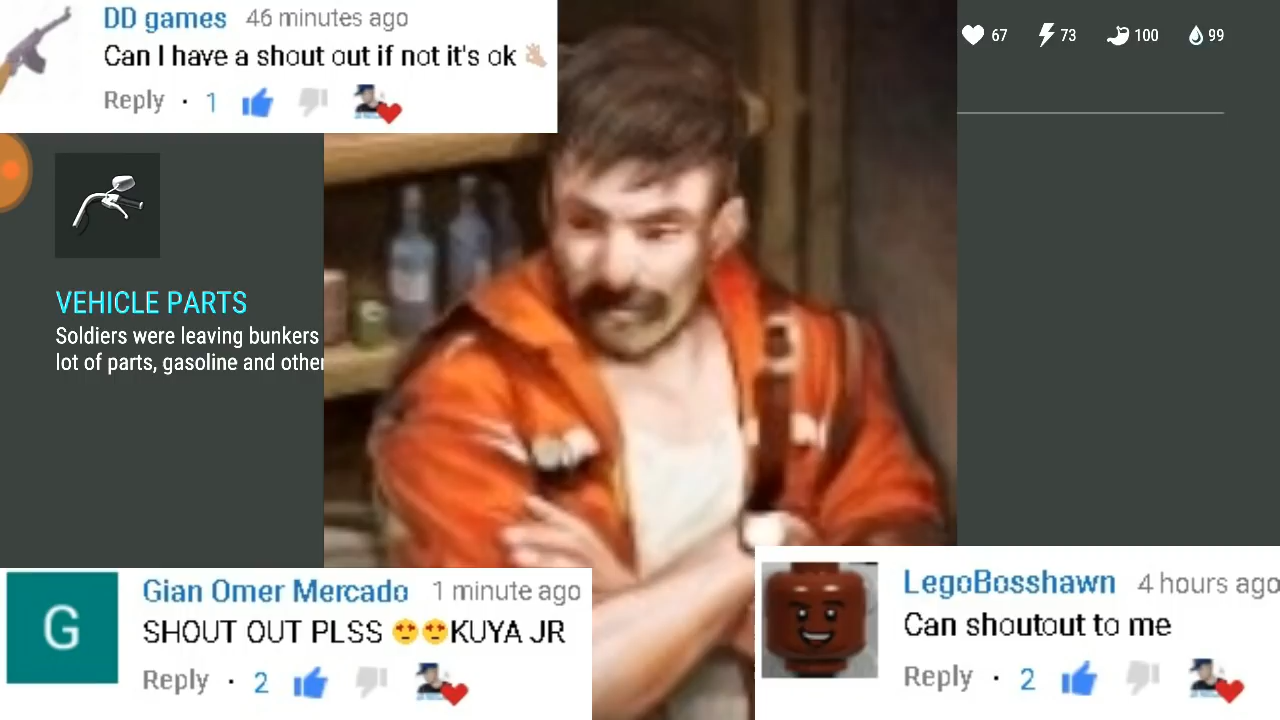 DD games 46 minutes ago
Can I have a shout out if not it's ok 👌🏻
Reply · 1
67 73 100 99
VEHICLE PARTS
Soldiers were leaving bunkers
lot of parts, gasoline and other
Gian Omer Mercado 1 minute ago
SHOUT OUT PLSS 😍😍KUYA JR
Reply · 2
LegoBosshawn 4 hours ago
Can shoutout to me
Reply · 2